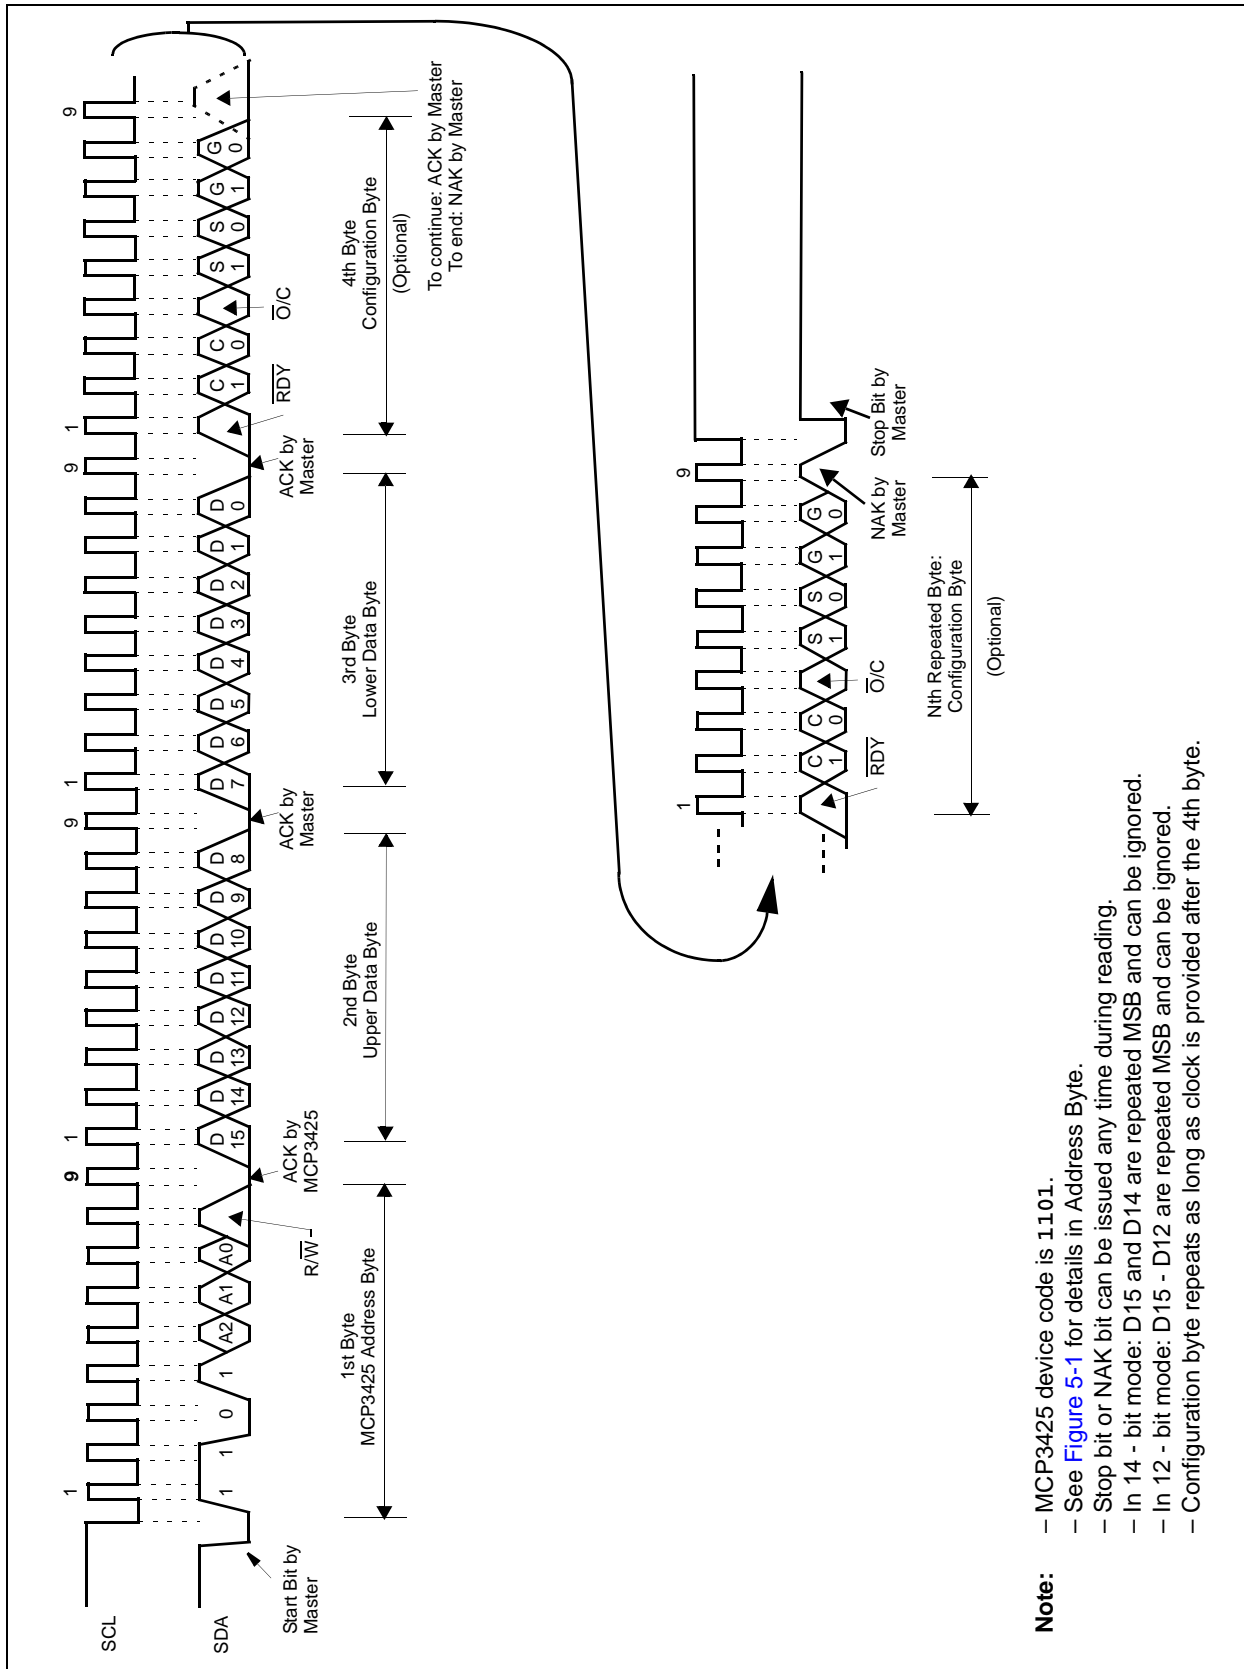 SCL
1
9
1
9
1
9
1
9
SDA
1 1 0 1 A2 A1 A0
D 15
D 14
D 13
D 12
D 11
D 10
D 9
D 8
D 7
D 6
D 5
D 4
D 3
D 2
D 1
D 0
C 1
C 0
S 1
S 0
G 1
G 0
Start Bit by
Master
R/W
ACK by
MCP3425
ACK by
Master
ACK by
Master
RDY
O/C
1st Byte
MCP3425 Address Byte
2nd Byte
Upper Data Byte
3rd Byte
Lower Data Byte
4th Byte
Configuration Byte
(Optional)
To continue: ACK by Master
To end: NAK by Master
1
9
C 1
C 0
S 1
S 0
G 1
G 0
RDY
O/C
NAK by
Master
Stop Bit by
Master
Nth Repeated Byte:
Configuration Byte
(Optional)
Note: – MCP3425 device code is 1101.
– See Figure 5-1 for details in Address Byte.
– Stop bit or NAK bit can be issued any time during reading.
– In 14 - bit mode: D15 and D14 are repeated MSB and can be ignored.
– In 12 - bit mode: D15 - D12 are repeated MSB and can be ignored.
– Configuration byte repeats as long as clock is provided after the 4th byte.